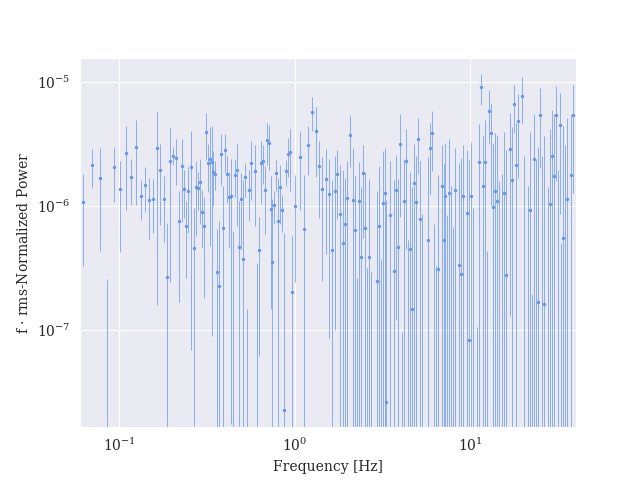 10⁻⁵
10⁻⁶
10⁻⁷
f · rms-Normalized Power
10⁻¹ 10⁰ 10¹
Frequency [Hz]